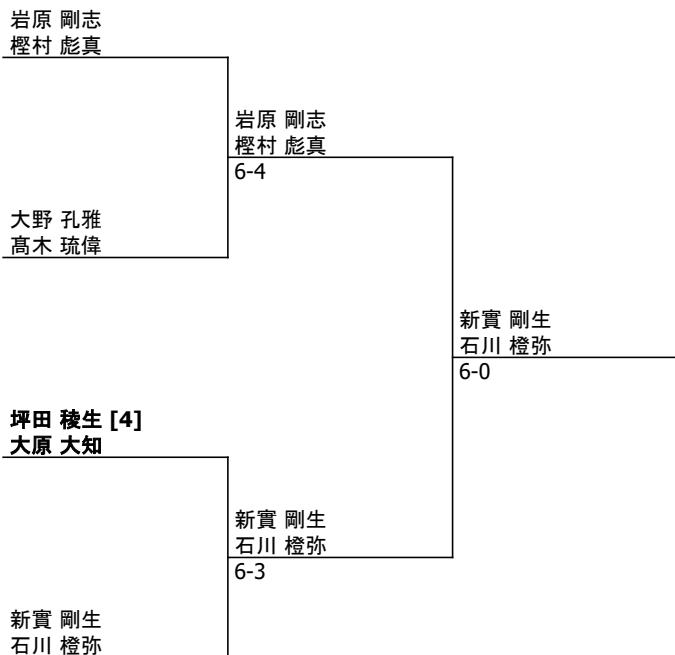 岩原 剛志
樫村 彪真
岩原 剛志
樫村 彪真
6-4
大野 孔雅
髙木 琉偉
新實 剛生
石川 橙弥
6-0
坪田 稜生 [4]
大原 大知
新實 剛生
石川 橙弥
6-3
新實 剛生
石川 橙弥